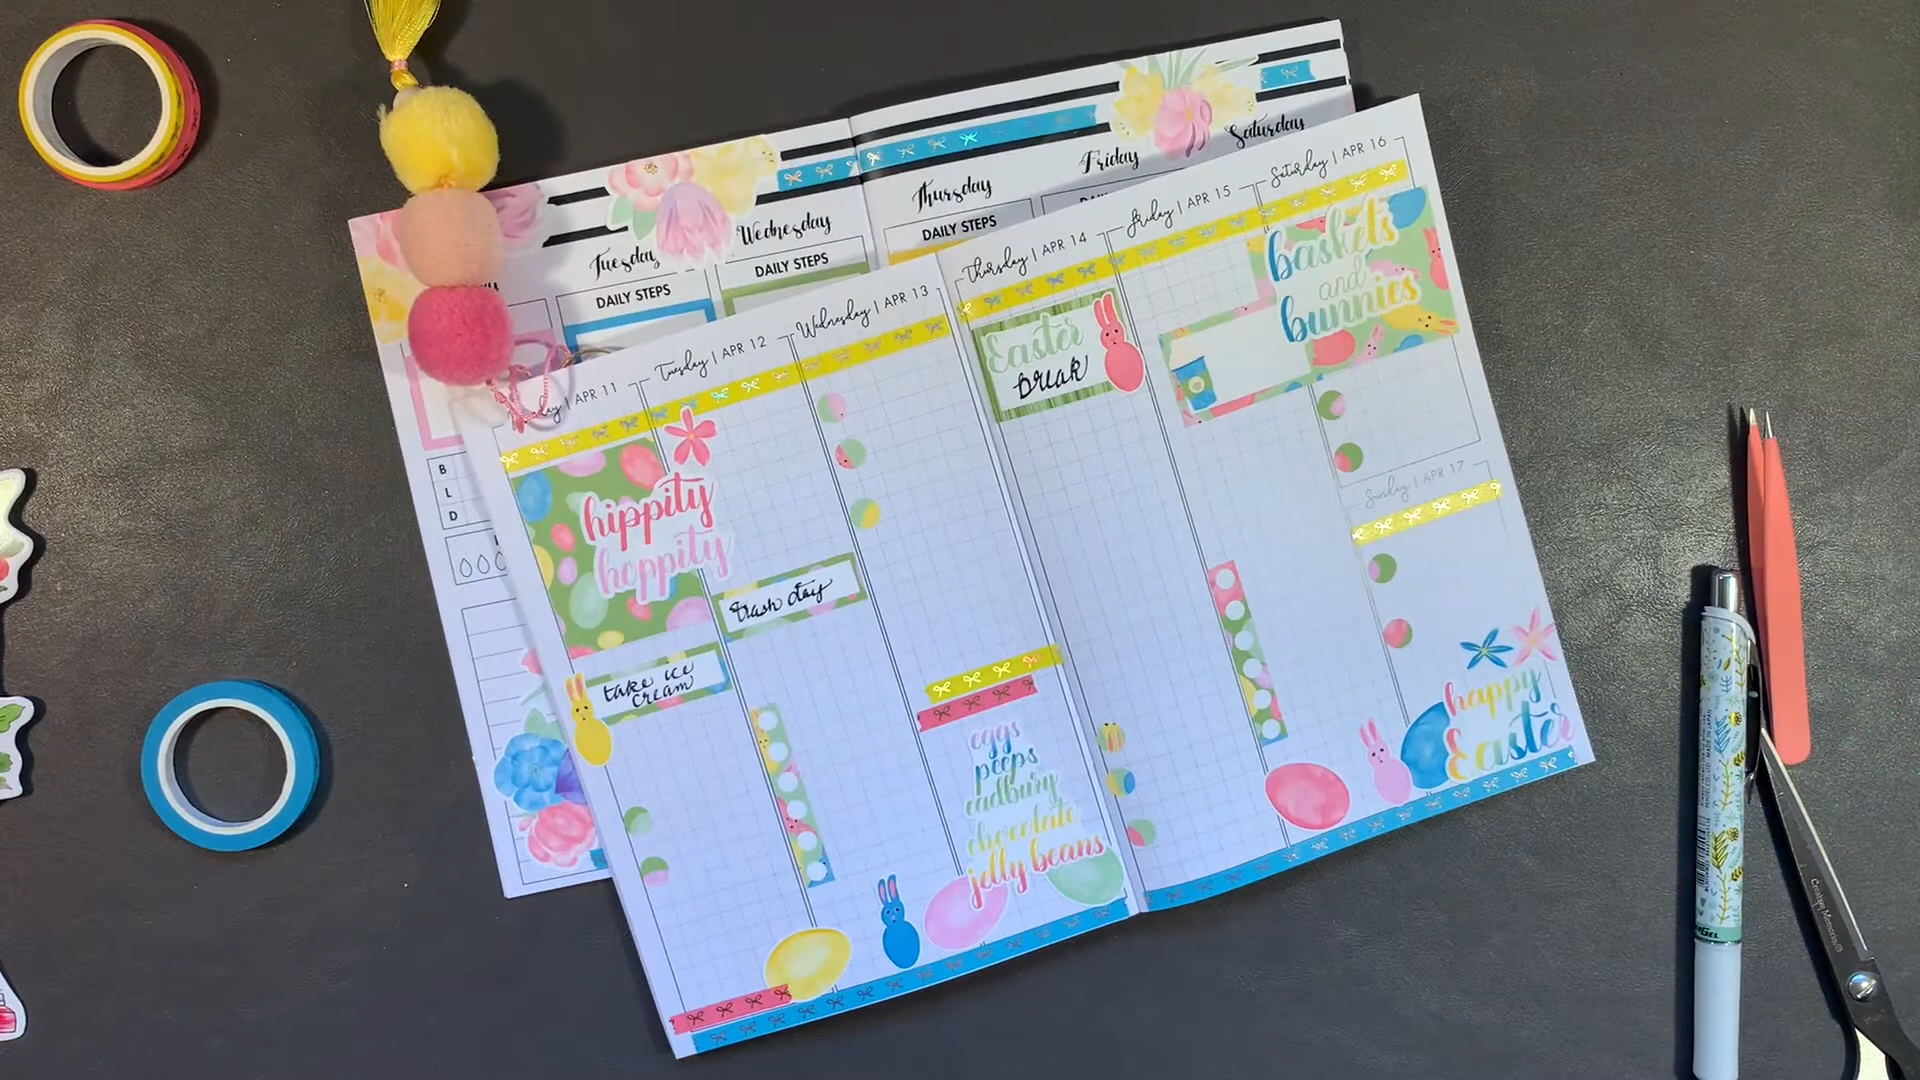 Saturday
Friday
Thursday
Wednesday
Tuesday
DAILY STEPS
DAILY STEPS
DAILY STEPS
B
L
D
APR 11
Tuesday | APR 12
Wednesday | APR 13
Thursday | APR 14
Friday | APR 15
Saturday | APR 16
Sunday | APR 17
hippity
hoppity
take ice
cream
trash day
eggs
peeps
cadbury
chocolate
jelly beans
Easter
break
baskets
and
bunnies
happy
Easter
Creative Memories®